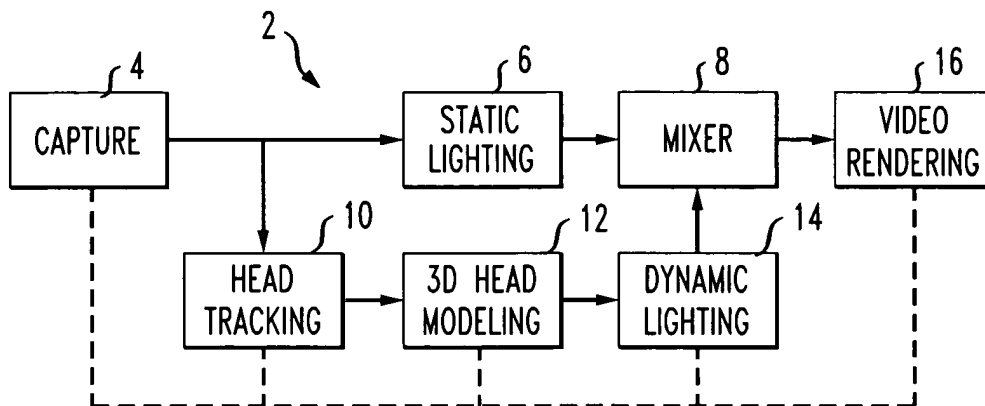 2
4
CAPTURE
6
STATIC
LIGHTING
8
MIXER
16
VIDEO
RENDERING
10
HEAD
TRACKING
12
3D HEAD
MODELING
14
DYNAMIC
LIGHTING